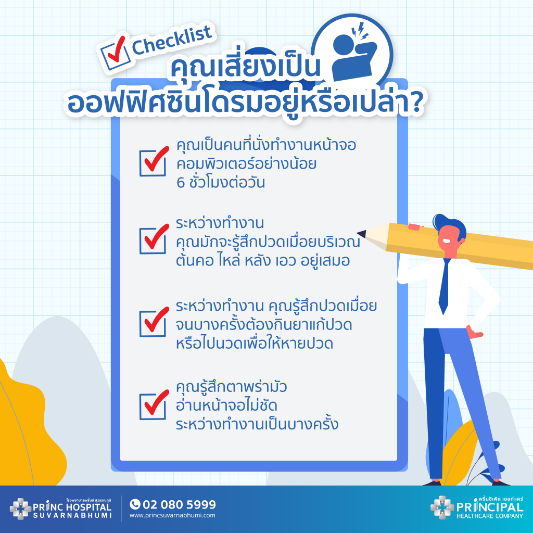 Checklist
คุณเสี่ยงเป็น
ออฟฟิศซินโดรมอยู่หรือเปล่า?
คุณเป็นคนที่นั่งทำงานหน้าจอ
คอมพิวเตอร์อย่างน้อย
6 ชั่วโมงต่อวัน
ระหว่างทำงาน
คุณมักจะรู้สึกปวดเมื่อยบริเวณ
ต้นคอ ไหล่ หลัง เอว อยู่เสมอ
ระหว่างทำงาน คุณรู้สึกปวดเมื่อย
จนบางครั้งต้องกินยาแก้ปวด
หรือไปนวดเพื่อให้หายปวด
คุณรู้สึกตาพร่ามัว
อ่านหน้าจอไม่ชัด
ระหว่างทำงานเป็นบางครั้ง
PRINC HOSPITAL
SUVARNABHUMI
02 080 5999
www.princsuvarnabhumi.com
PRINCIPAL
HEALTHCARE COMPANY